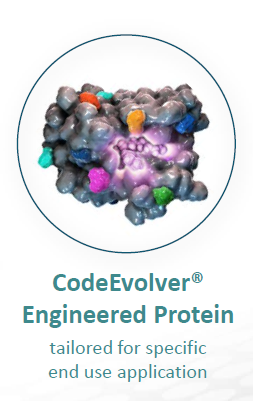 CodeEvolver®
Engineered Protein
tailored for specific
end use application